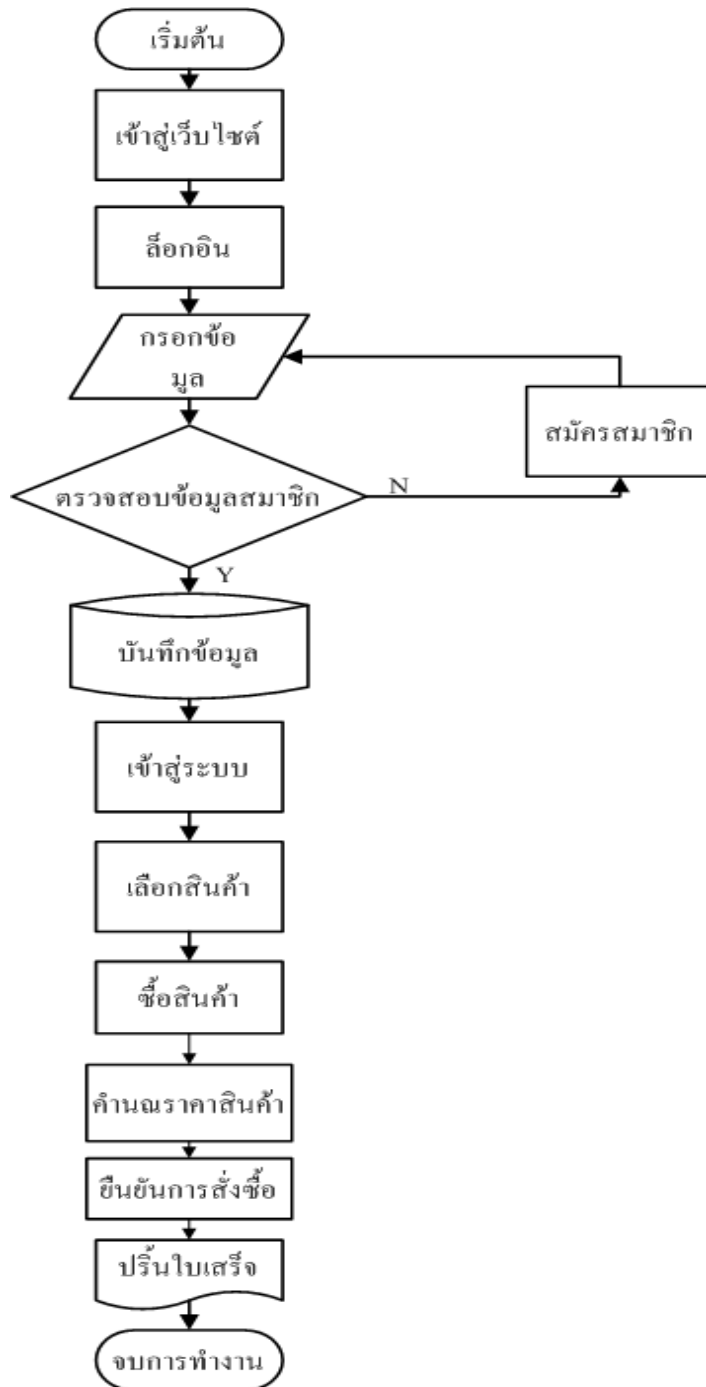 เริ่มต้น
เข้าสู่เว็บไซต์
ล็อกอิน
กรอกข้อ
มูล
สมัครสมาชิก
ตรวจสอบข้อมูลสมาชิก
N
Y
บันทึกข้อมูล
เข้าสู่ระบบ
เลือกสินค้า
ซื้อสินค้า
คำนณราคาสินค้า
ยืนยันการสั่งซื้อ
ปริ้นใบเสร็จ
จบการทำงาน